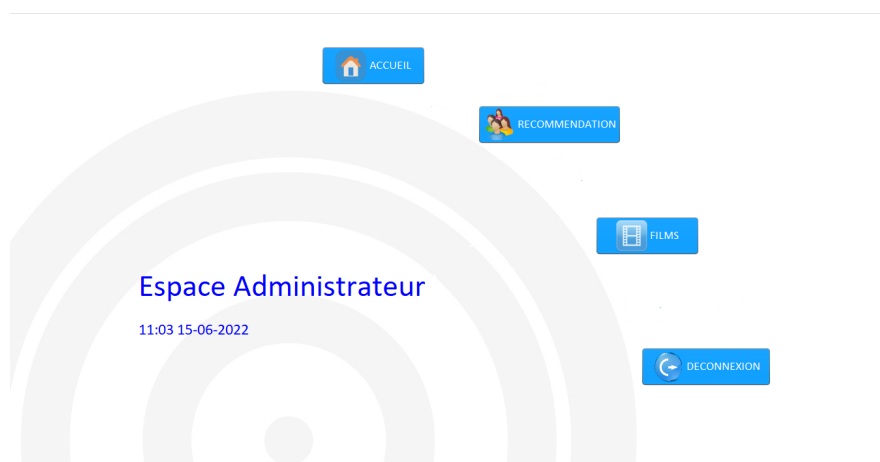 ACCUEIL
RECOMMENDATION
FILMS
Espace Administrateur
11:03 15-06-2022
DECONNEXION